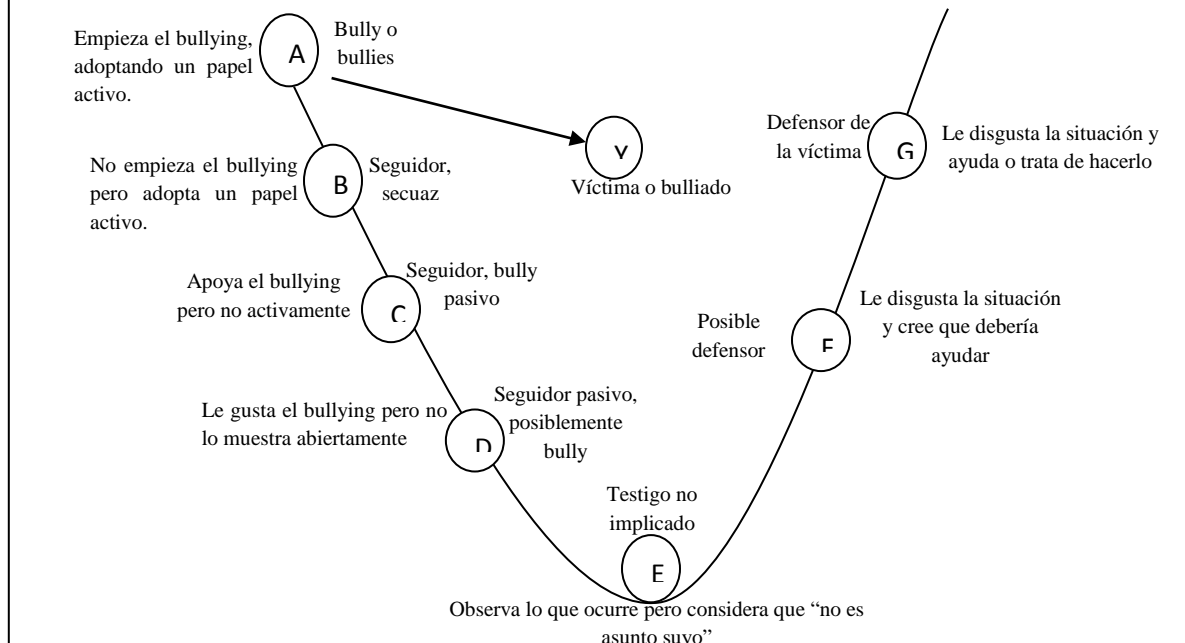 Empieza el bullying,
adoptando un papel
activo.
A
Bully o
bullies
No empieza el bullying
pero adopta un papel
activo.
B
Seguidor,
secuaz
Víctima o bulliado
Defensor de
la víctima
G
Le disgusta la situación y
ayuda o trata de hacerlo
Apoya el bullying
pero no activamente
C
Seguidor, bully
pasivo
Posible
defensor
Le disgusta la situación
y cree que debería
ayudar
Le gusta el bullying pero no
lo muestra abiertamente
D
Seguidor pasivo,
posiblemente
bully
Testigo no
implicado
E
Observa lo que ocurre pero considera que “no es
asunto suyo”